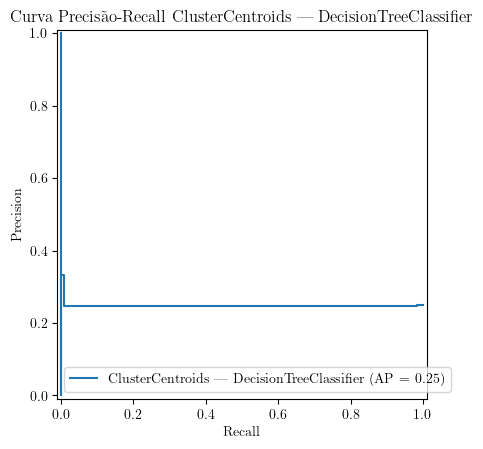 Curva Precisão-Recall ClusterCentroids — DecisionTreeClassifier
1.0
0.8
0.6
0.4
0.2
0.0
Precision
ClusterCentroids — DecisionTreeClassifier (AP = 0.25)
0.0 0.2 0.4 0.6 0.8 1.0
Recall